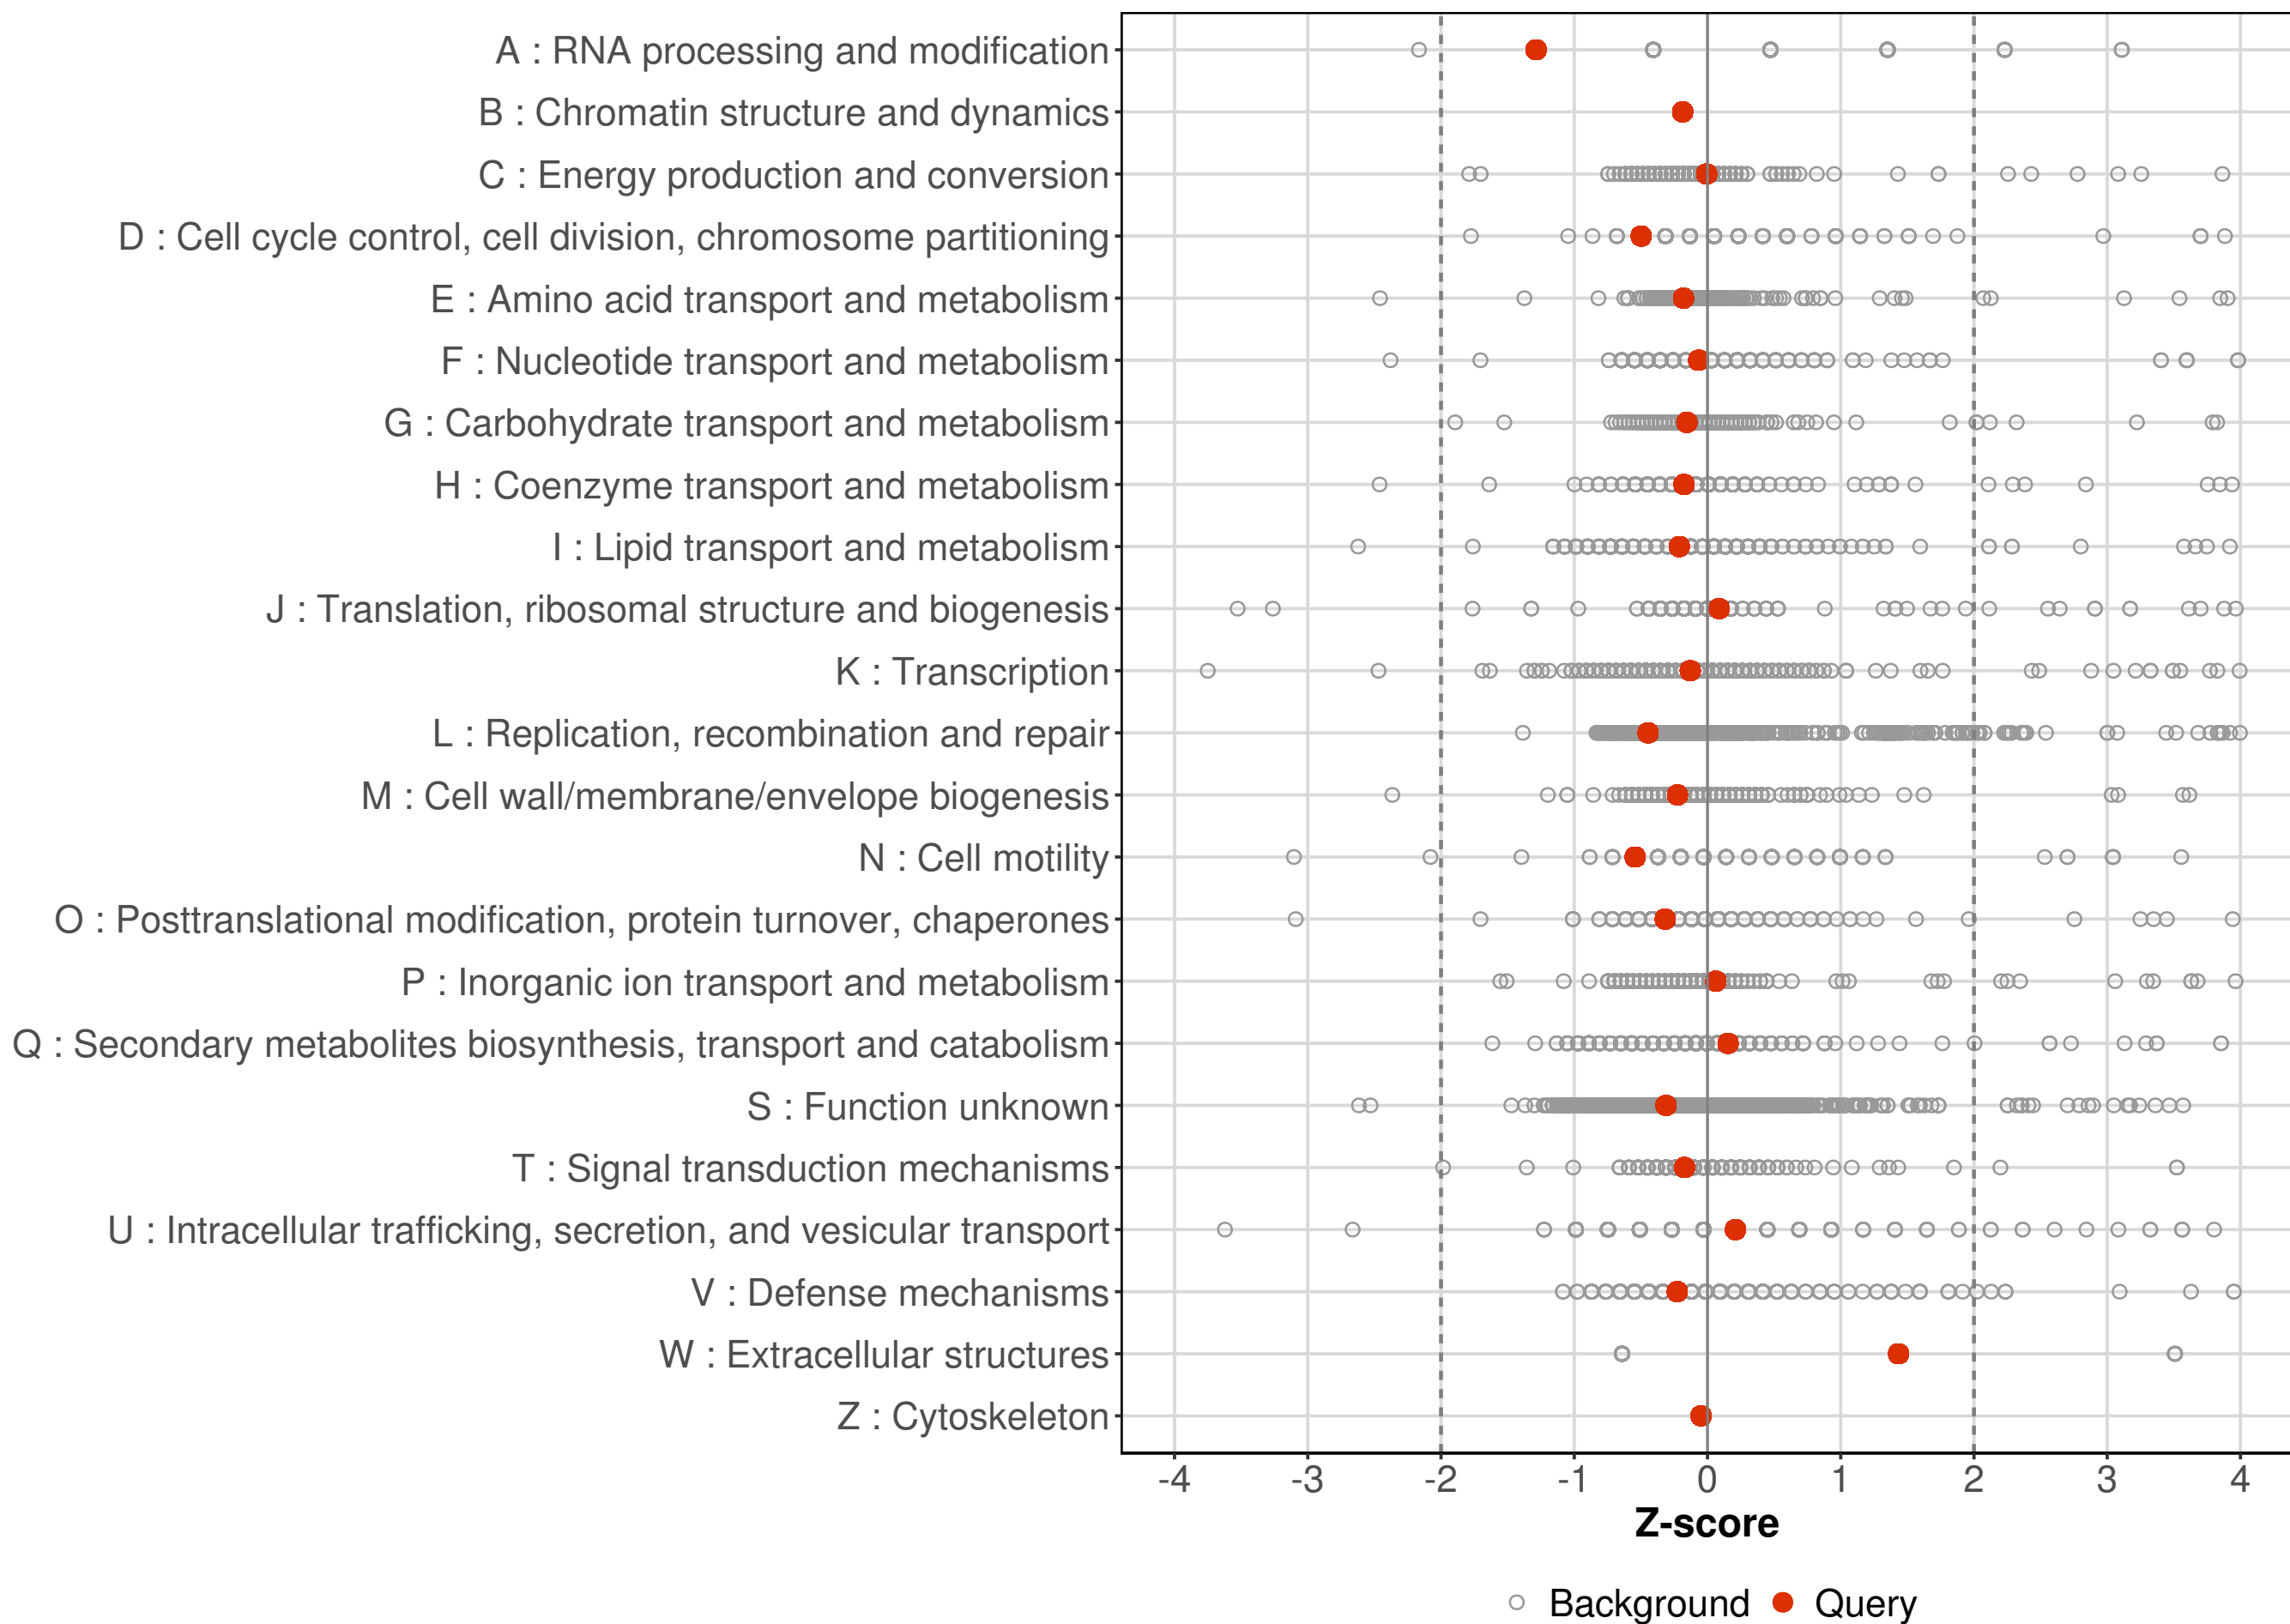 A : RNA processing and modification
B : Chromatin structure and dynamics
C : Energy production and conversion
D : Cell cycle control, cell division, chromosome partitioning
E : Amino acid transport and metabolism
F : Nucleotide transport and metabolism
G : Carbohydrate transport and metabolism
H : Coenzyme transport and metabolism
I : Lipid transport and metabolism
J : Translation, ribosomal structure and biogenesis
K : Transcription
L : Replication, recombination and repair
M : Cell wall/membrane/envelope biogenesis
N : Cell motility
O : Posttranslational modification, protein turnover, chaperones
P : Inorganic ion transport and metabolism
Q : Secondary metabolites biosynthesis, transport and catabolism
S : Function unknown
T : Signal transduction mechanisms
U : Intracellular trafficking, secretion, and vesicular transport
V : Defense mechanisms
W : Extracellular structures
Z : Cytoskeleton
-4 -3 -2 -1 0 1 2 3 4
Z-score
Background Query